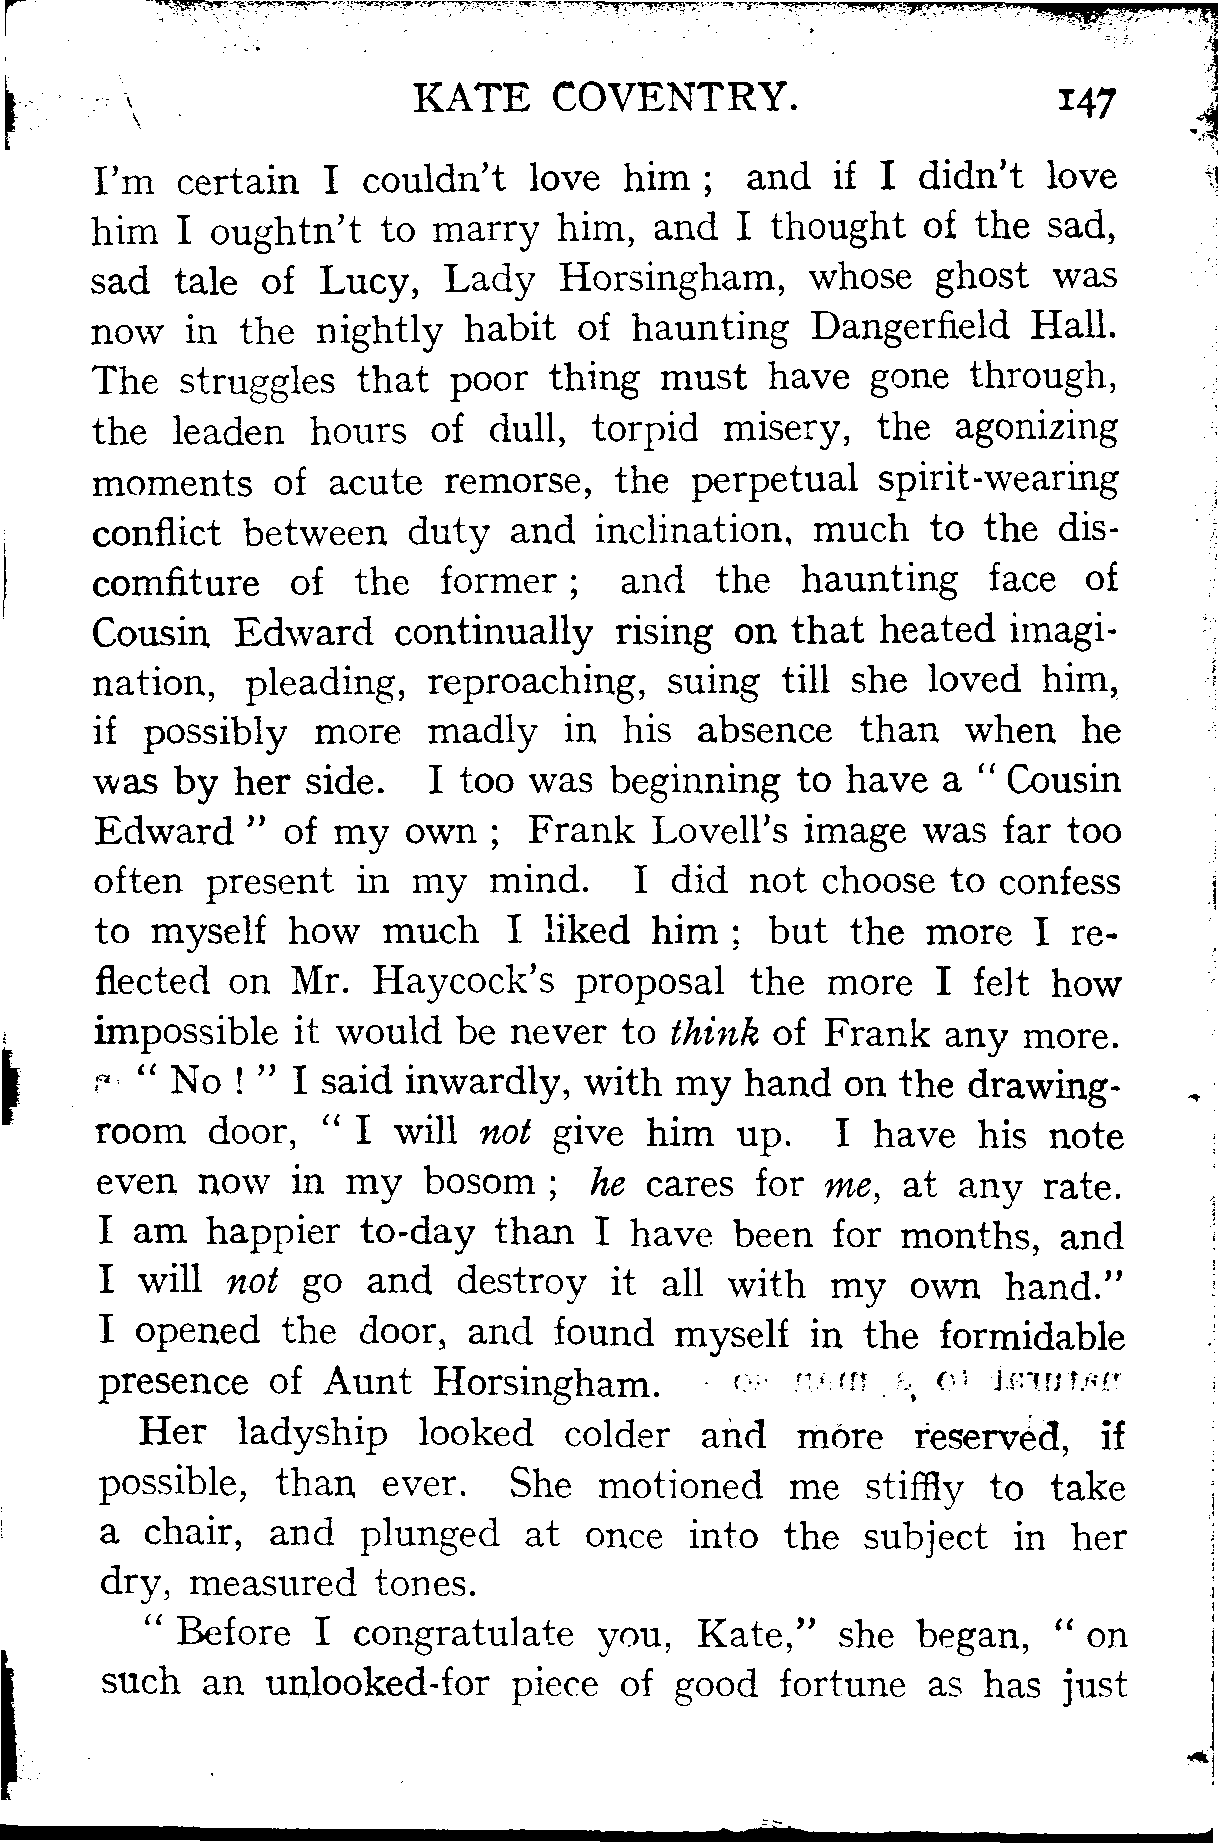 KATE COVENTRY. 147
I'm certain I couldn't love him ; and if I didn't love
him I oughtn't to marry him, and I thought of the sad,
sad tale of Lucy, Lady Horsingham, whose ghost was
now in the nightly habit of haunting Dangerfield Hall.
The struggles that poor thing must have gone through,
the leaden hours of dull, torpid misery, the agonizing
moments of acute remorse, the perpetual spirit-wearing
conflict between duty and inclination, much to the dis-
comfiture of the former ; and the haunting face of
Cousin Edward continually rising on that heated imagi-
nation, pleading, reproaching, suing till she loved him,
if possibly more madly in his absence than when he
was by her side. I too was beginning to have a " Cousin
Edward " of my own ; Frank Lovell's image was far too
often present in my mind. I did not choose to confess
to myself how much I liked him ; but the more I re-
flected on Mr. Haycock's proposal the more I felt how
impossible it would be never to think of Frank any more.
" No ! " I said inwardly, with my hand on the drawing-
room door, " I will not give him up. I have his note
even now in my bosom ; he cares for me, at any rate.
I am happier to-day than I have been for months, and
I will not go and destroy it all with my own hand."
I opened the door, and found myself in the formidable
presence of Aunt Horsingham.
Her ladyship looked colder and more reserved, if
possible, than ever. She motioned me stiffly to take
a chair, and plunged at once into the subject in her
dry, measured tones.
" Before I congratulate you, Kate," she began, " on
such an unlooked-for piece of good fortune as has just